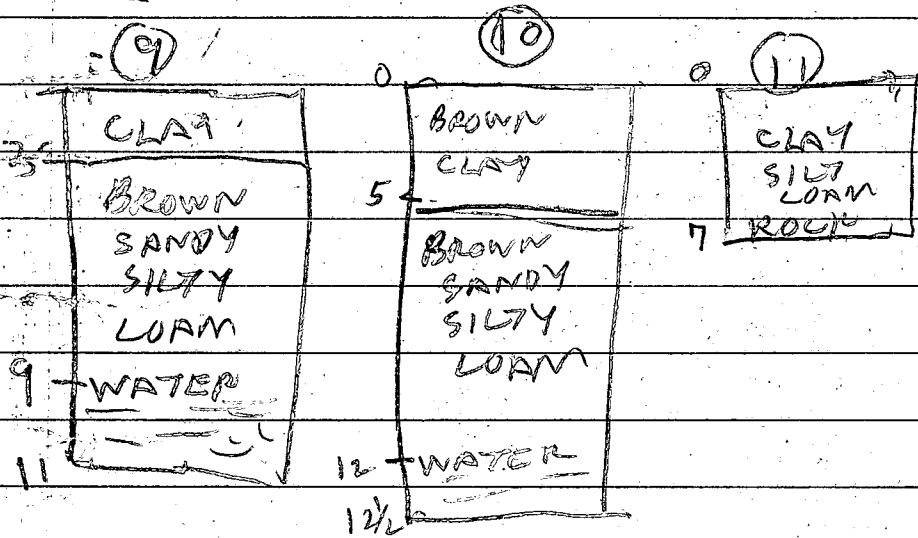 9
CLAY
BROWN
SANDY
SILTY
LOAM
9 WATER
11
10
0
BROWN
CLAY
5
BROWN
SANDY
SILTY
LOAM
12 WATER
12½
11
0
CLAY
SILTY
LOAM
ROCK
7